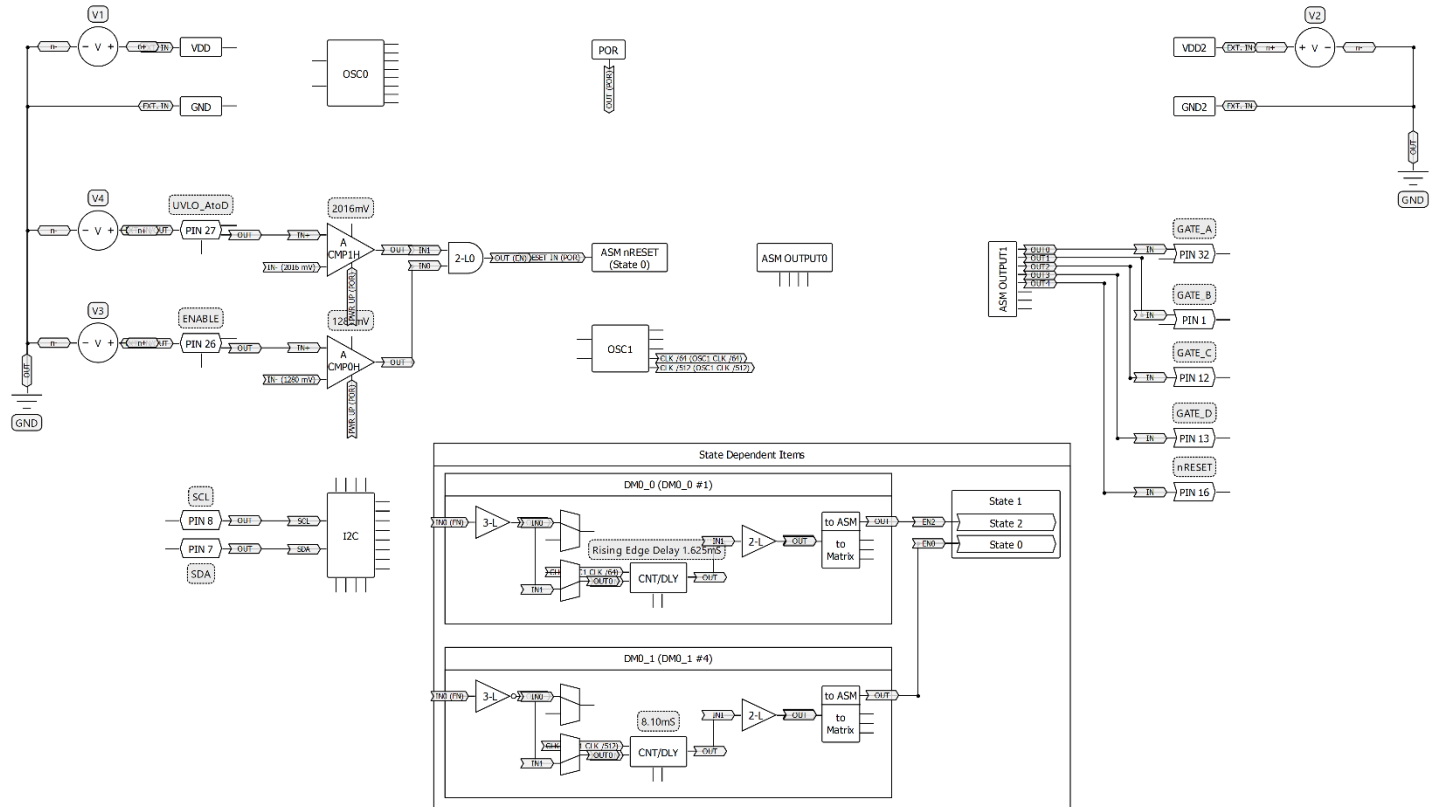 V1
n-
− V +
n+
IN
VDD
EXT. IN
GND
OSC0
POR
OUT (POR)
V2
VDD2
EXT. IN
n+
+ V −
n-
GND2
EXT. IN
OUT
GND
V4
n-
− V +
n+
UT
UVLO_AtoD
PIN 27
OUT
IN+
2016mV
A
CMP1H
IN- (2016 mV)
PWR UP (POR)
OUT
IN1
IN0
2-L0
OUT (EN)
ESET IN (POR)
ASM nRESET
(State 0)
ASM OUTPUT0
ASM OUTPUT1
OUT0
OUT1
OUT2
OUT3
OUT4
GATE_A
IN
PIN 32
GATE_B
IN
PIN 1
GATE_C
IN
PIN 12
GATE_D
IN
PIN 13
nRESET
IN
PIN 16
V3
n-
− V +
n+
UT
ENABLE
PIN 26
OUT
IN+
A
CMP0H
IN- (1280 mV)
PWR UP (POR)
OUT
OUT
GND
OSC1
CLK /64 (OSC1 CLK /64)
CLK /512 (OSC1 CLK /512)
SCL
PIN 8
OUT
SCL
PIN 7
OUT
SDA
SDA
I2C
State Dependent Items
DM0_0 (DM0_0 #1)
IN0 (EN)
3-L
IN0
IN1
Rising Edge Delay 1.625mS
1 CLK /64)
OUT0
CNT/DLY
OUT
IN1
2-L
OUT
to ASM
to
Matrix
OUT
EN2
EN0
State 1
State 2
State 0
DM0_1 (DM0_1 #4)
IN0 (EN)
3-L
IN0
IN1
8.10mS
1 CLK /512)
OUT0
CNT/DLY
OUT
IN1
2-L
OUT
to ASM
to
Matrix
OUT